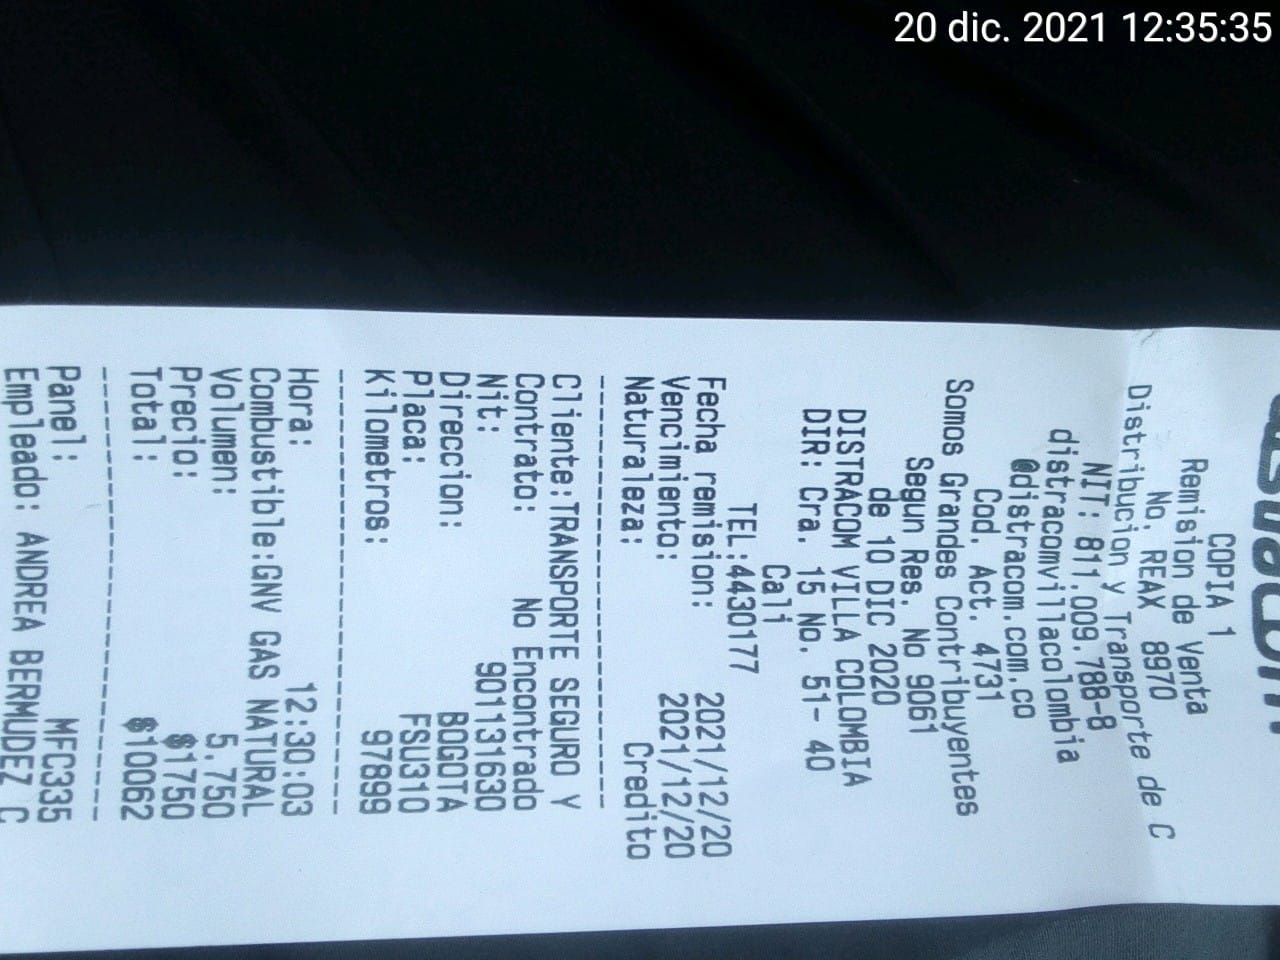 20 dic. 2021 12:35:35
COPIA 1
Remision de Venta
No. REAX 8970
Distribucion y Transporte de C
NIT: 811.009.788-8
distracomvillacolombia
@distracom.com.co
Cod. Act. 4731
Somos Grandes Contribuyentes
Segun Res. No 9061
de 10 DIC 2020
DISTRACOM VILLA COLOMBIA
DIR: Cra. 15 No. 51- 40
Cali
TEL:4430177
Fecha remision: 2021/12/20
Vencimiento: 2021/12/20
Naturaleza: Credito
Cliente:TRANSPORTE SEGURO Y
Contrato: No Encontrado
Nit: 901131630
Direccion: BOGOTA
Placa: FSU310
Kilometros: 97899
Hora: 12:30:03
Combustible:GNV GAS NATURAL
Volumen: 5.750
Precio: $1750
Total: $10062
Panel: MFC335
Empleado: ANDREA BERMUDEZ C